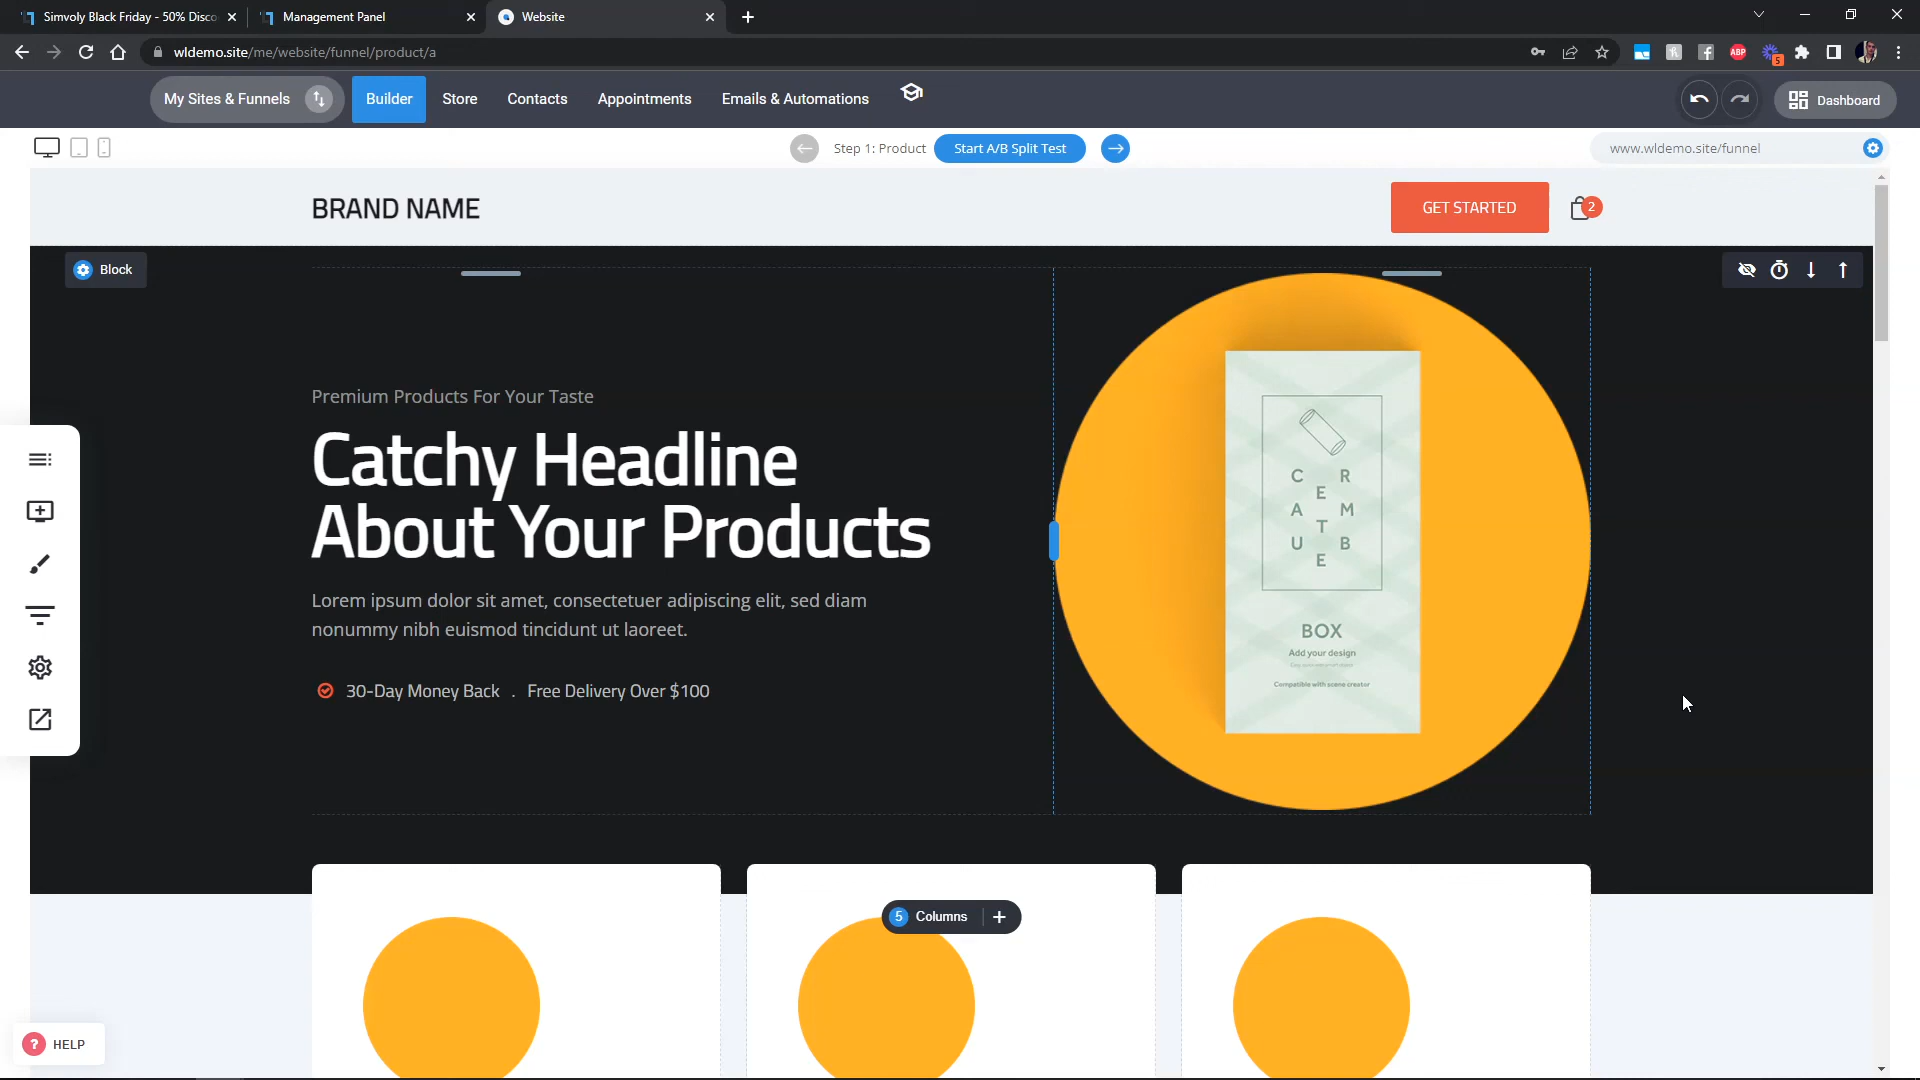 Simvoly Black Friday - 50% Disco
Management Panel
Website
wldemo.site/me/website/funnel/product/a
ABP
5
My Sites & Funnels
Builder
Store
Contacts
Appointments
Emails & Automations
Dashboard
Step 1: Product
Start A/B Split Test
www.wldemo.site/funnel
BRAND NAME
GET STARTED
2
Block
Premium Products For Your Taste
Catchy Headline
About Your Products
Lorem ipsum dolor sit amet, consectetuer adipiscing elit, sed diam
nonummy nibh euismod tincidunt ut laoreet.
30-Day Money Back . Free Delivery Over $100
C R
E
A M
T
U B
E
BOX
Add your design
Compatible with scene creator
5 Columns +
? HELP